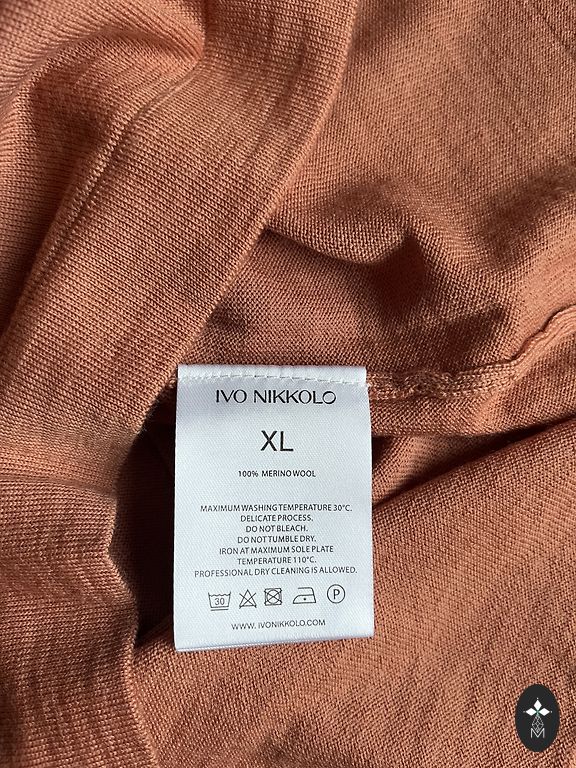 IVO NIKKOLO
XL
100% MERINO WOOL
MAXIMUM WASHING TEMPERATURE 30°C.
DELICATE PROCESS.
DO NOT BLEACH.
DO NOT TUMBLE DRY.
IRON AT MAXIMUM SOLE PLATE
TEMPERATURE 110°C.
PROFESSIONAL DRY CLEANING IS ALLOWED.
30 P
WWW. IVONIKKOLO.COM
M